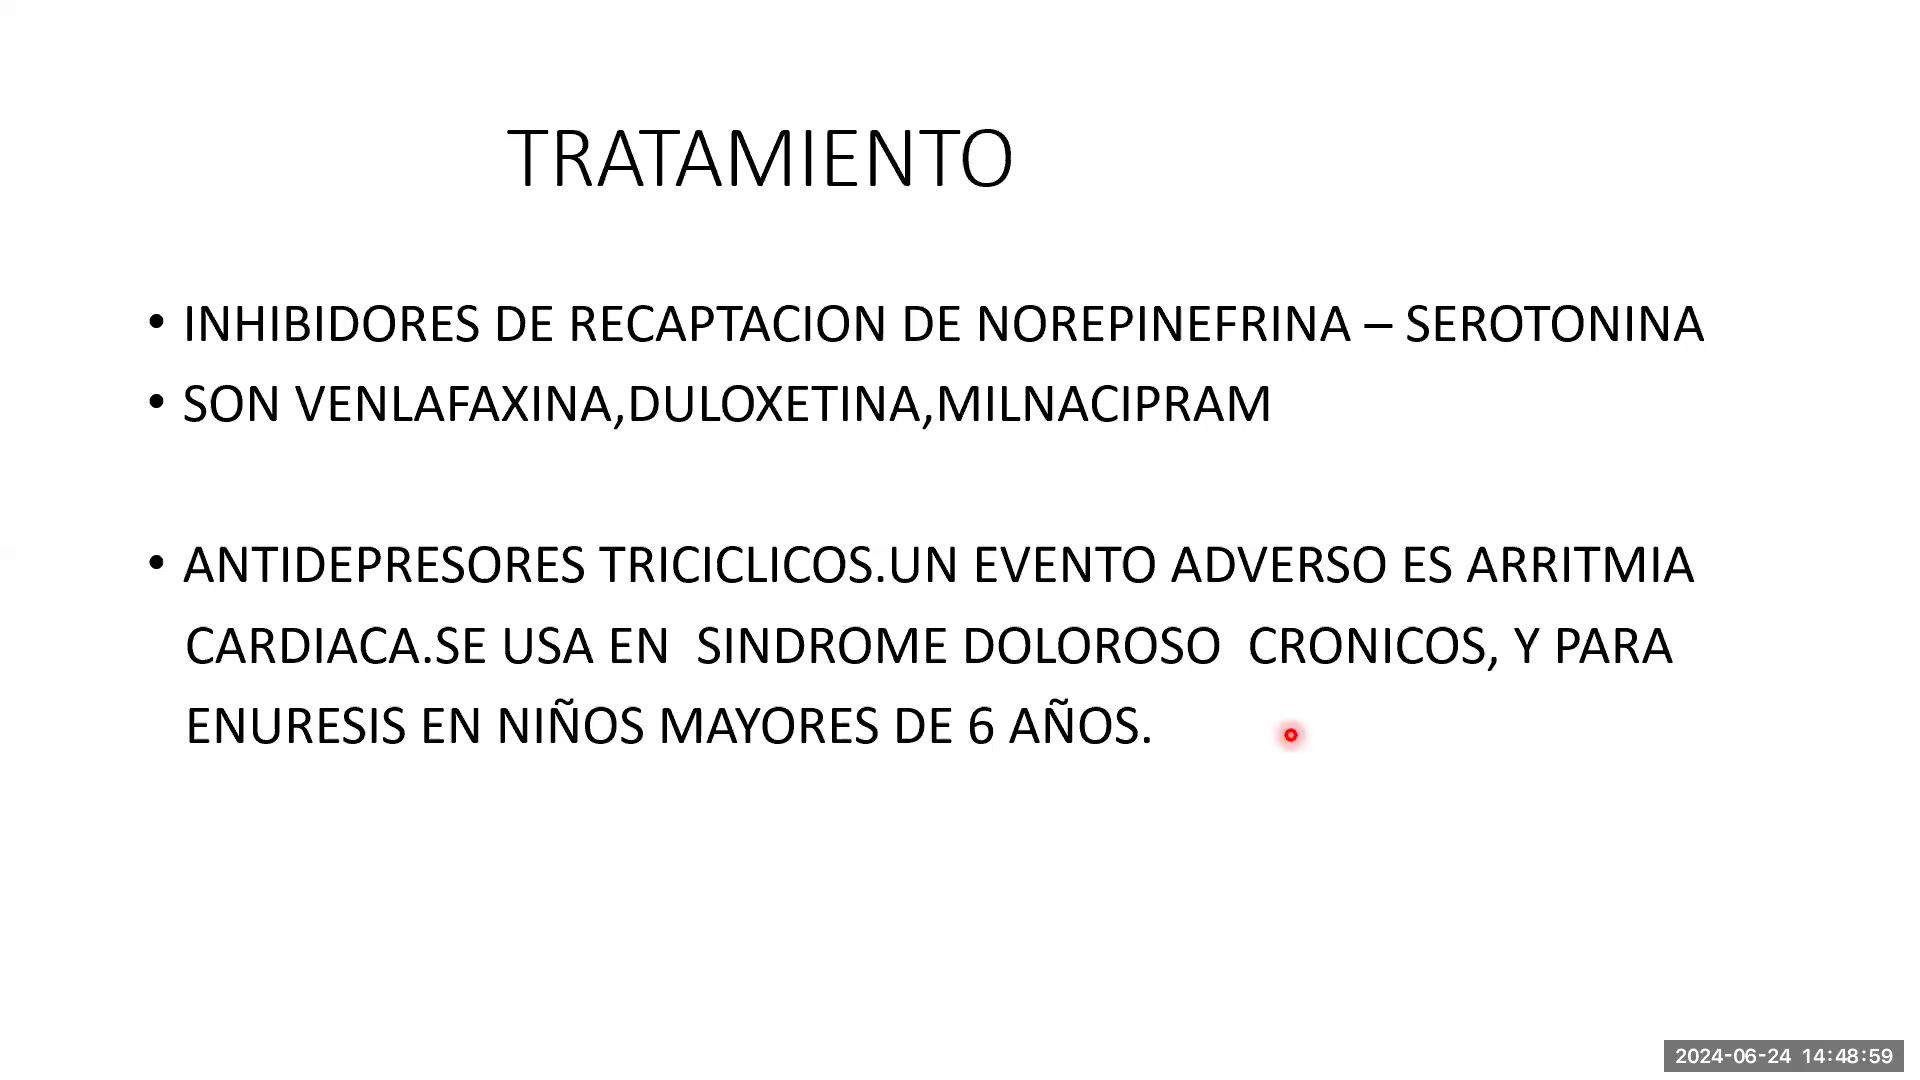 TRATAMIENTO
• INHIBIDORES DE RECAPTACION DE NOREPINEFRINA – SEROTONINA
• SON VENLAFAXINA,DULOXETINA,MILNACIPRAM
• ANTIDEPRESORES TRICICLICOS.UN EVENTO ADVERSO ES ARRITMIA
CARDIACA.SE USA EN  SINDROME DOLOROSO  CRONICOS, Y PARA
ENURESIS EN NIÑOS MAYORES DE 6 AÑOS.
2024-06-24 14:48:59